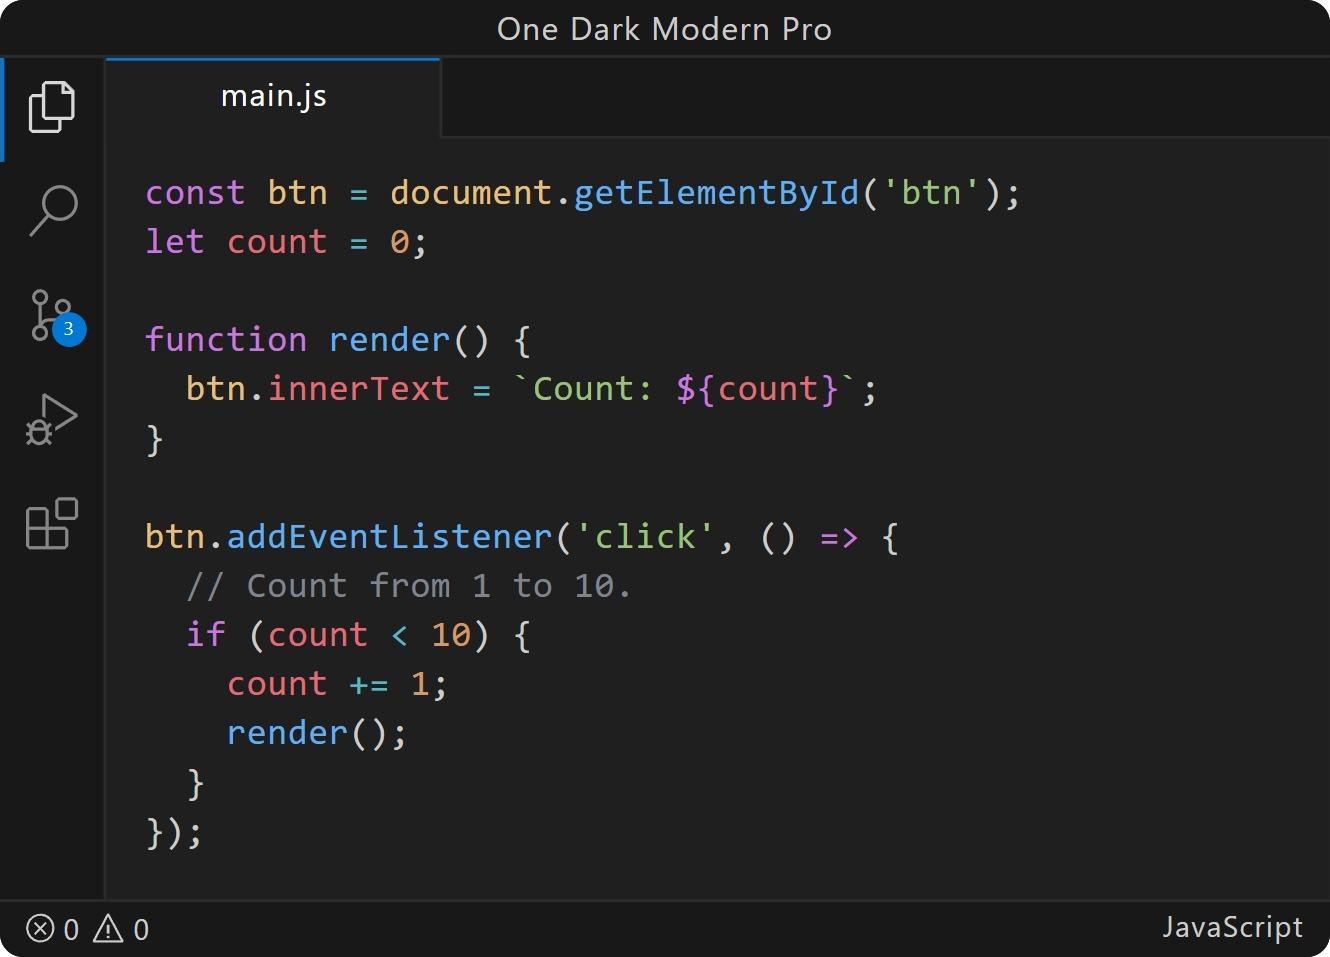 One Dark Modern Pro
main.js
const btn = document.getElementById('btn');
let count = 0;
function render() {
  btn.innerText = `Count: ${count}`;
}
btn.addEventListener('click', () => {
  // Count from 1 to 10.
  if (count < 10) {
    count += 1;
    render();
  }
});
3
0 0
JavaScript